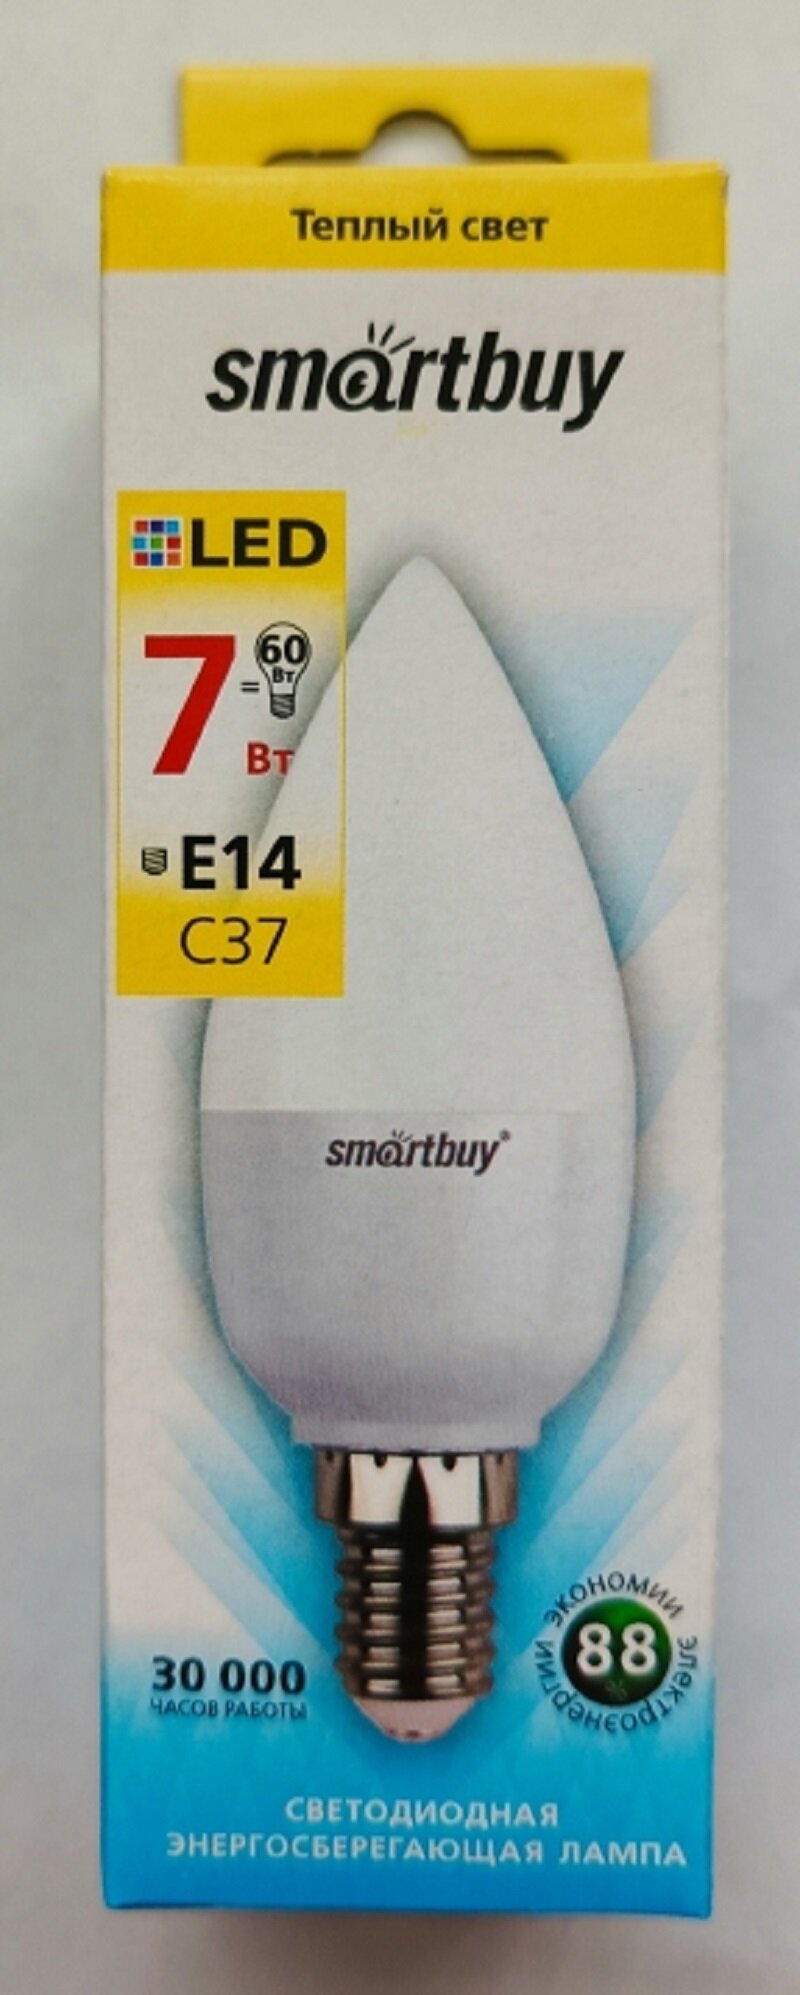 Теплый свет
smartbuy
LED
7 Вт = 60 Вт
E14
C37
smartbuy®
30 000
ЧАСОВ РАБОТЫ
88 %
ЭКОНОМИИ ЭЛЕКТРОЭНЕРГИИ
СВЕТОДИОДНАЯ
ЭНЕРГОСБЕРЕГАЮЩАЯ ЛАМПА